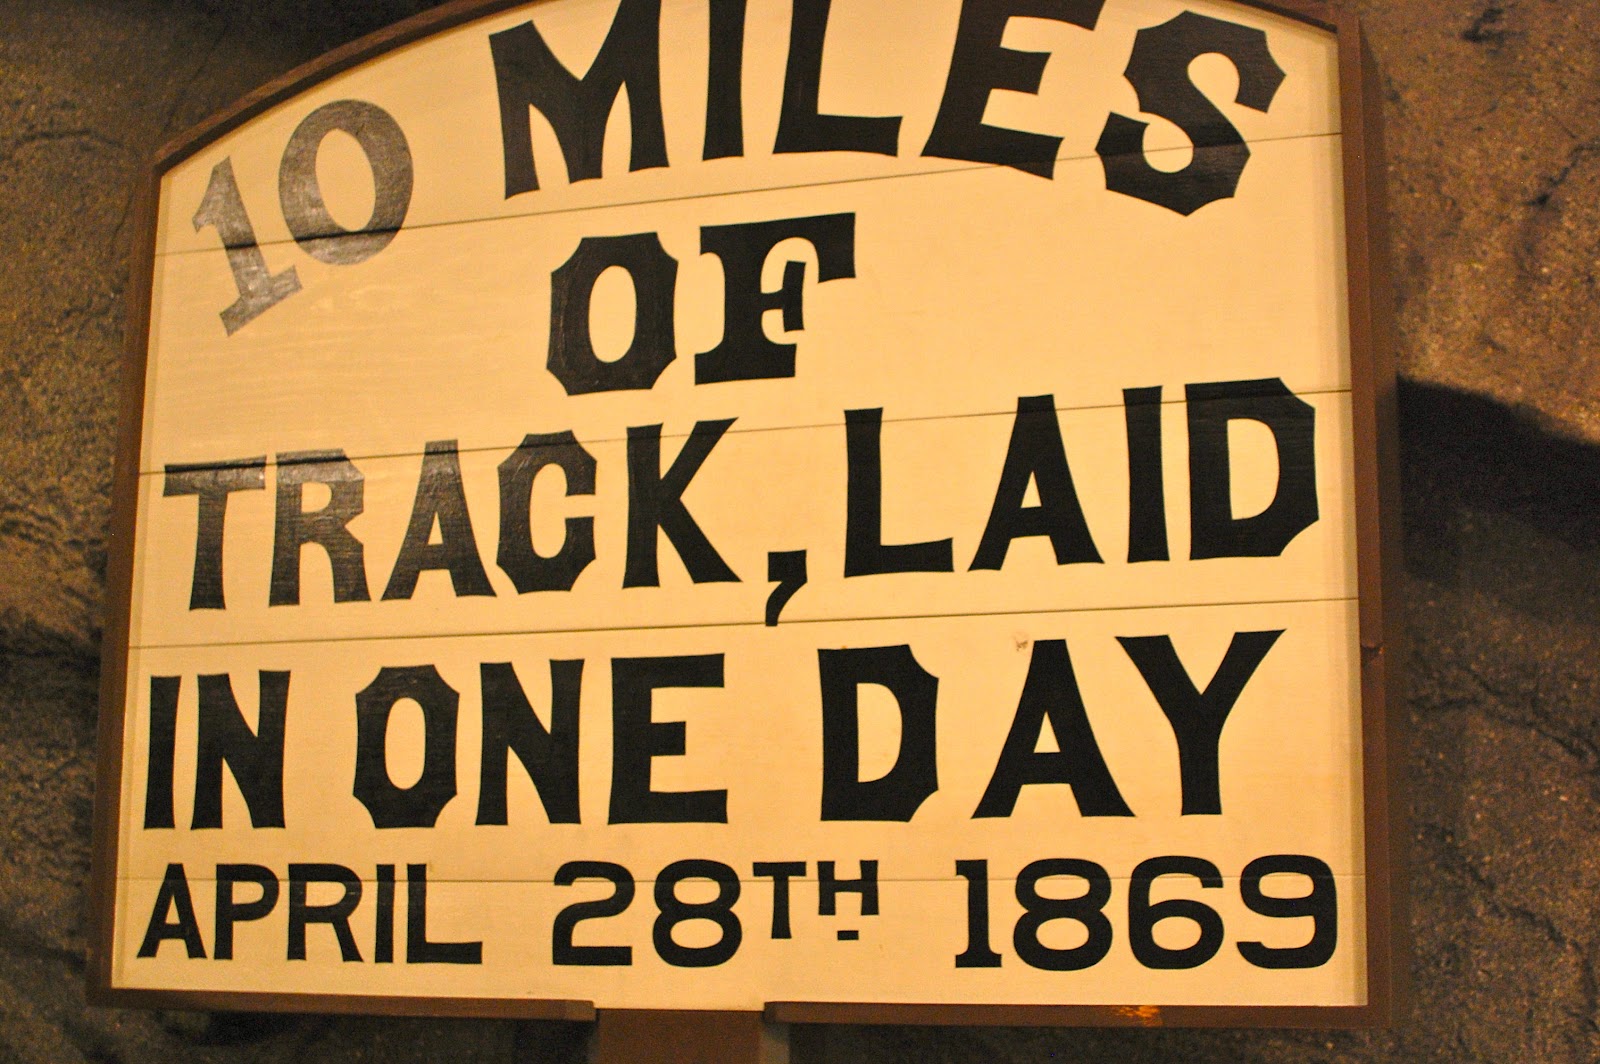 10 MILES
OF
TRACK, LAID
IN ONE DAY
APRIL 28TH 1869